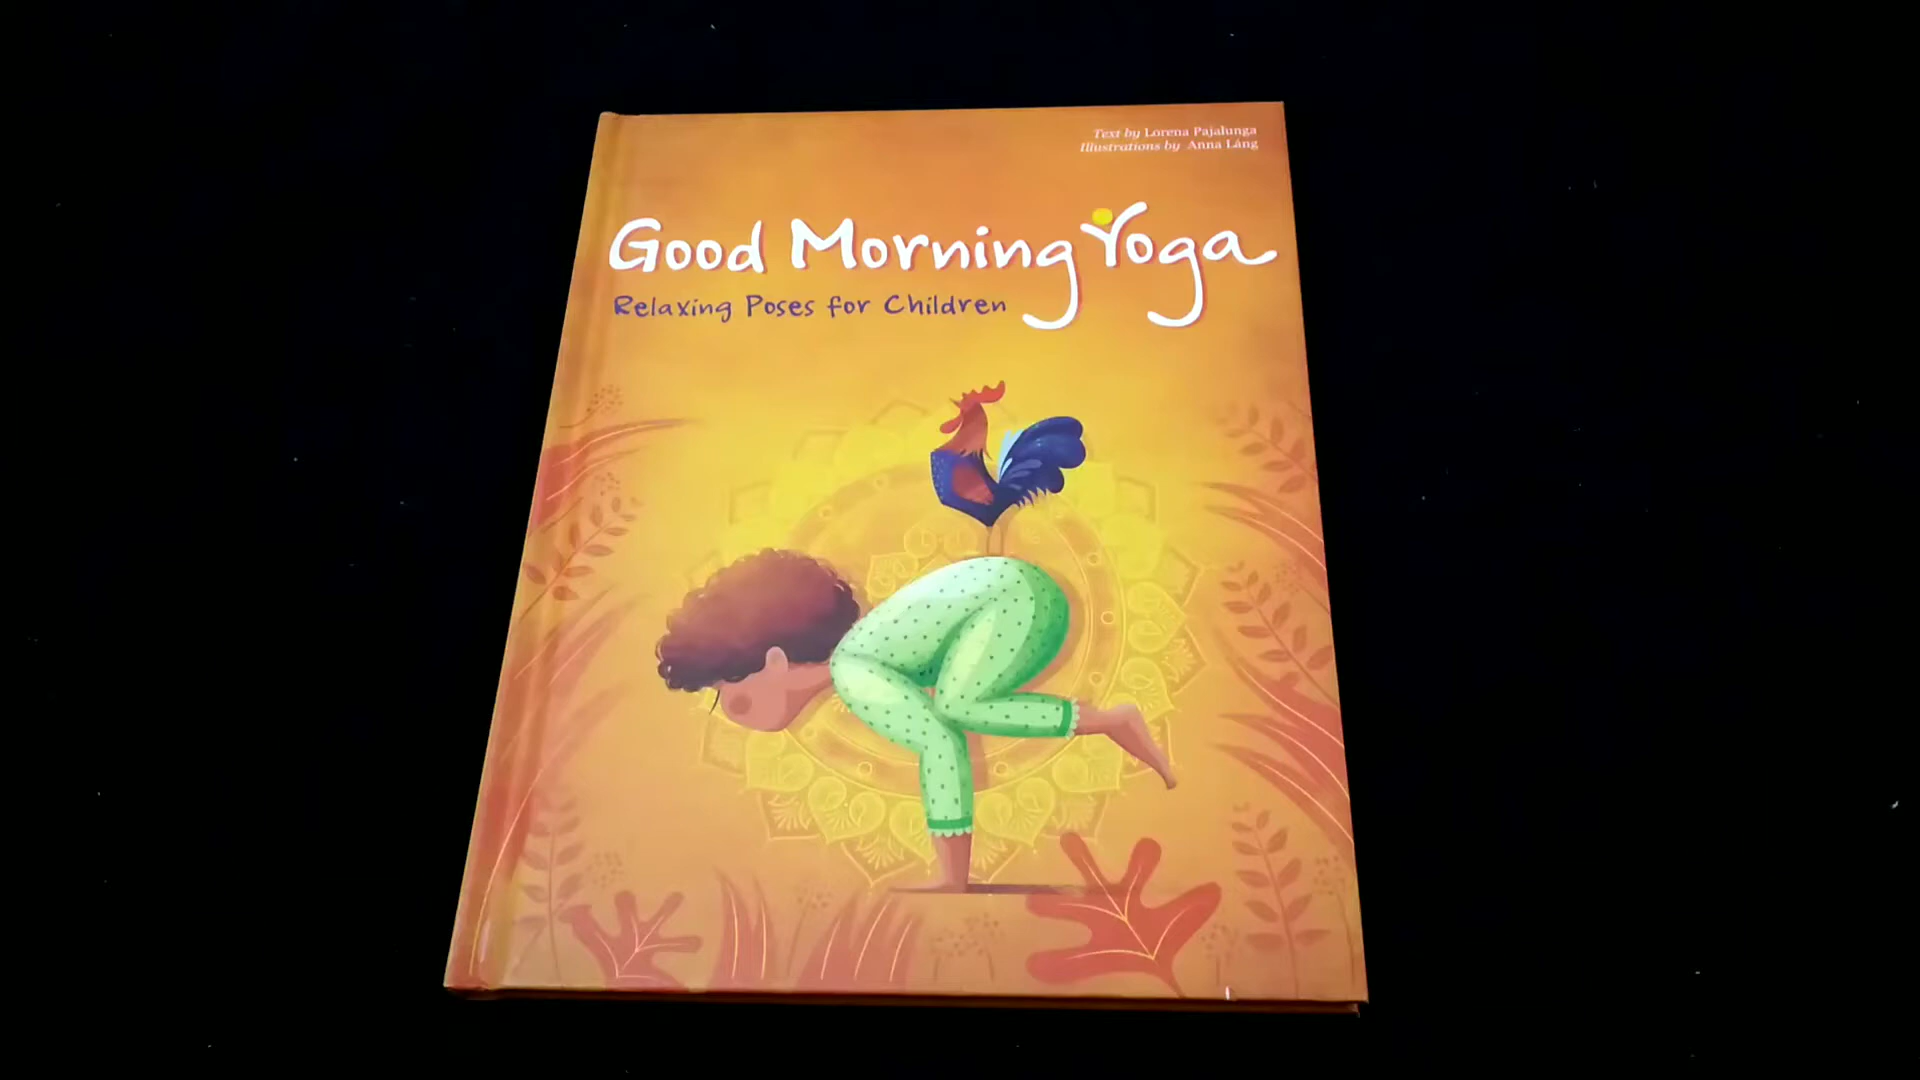 Text by Lorena Pajalunga
Illustrations by Anna Láng
Good Morning Yoga
Relaxing Poses for Children